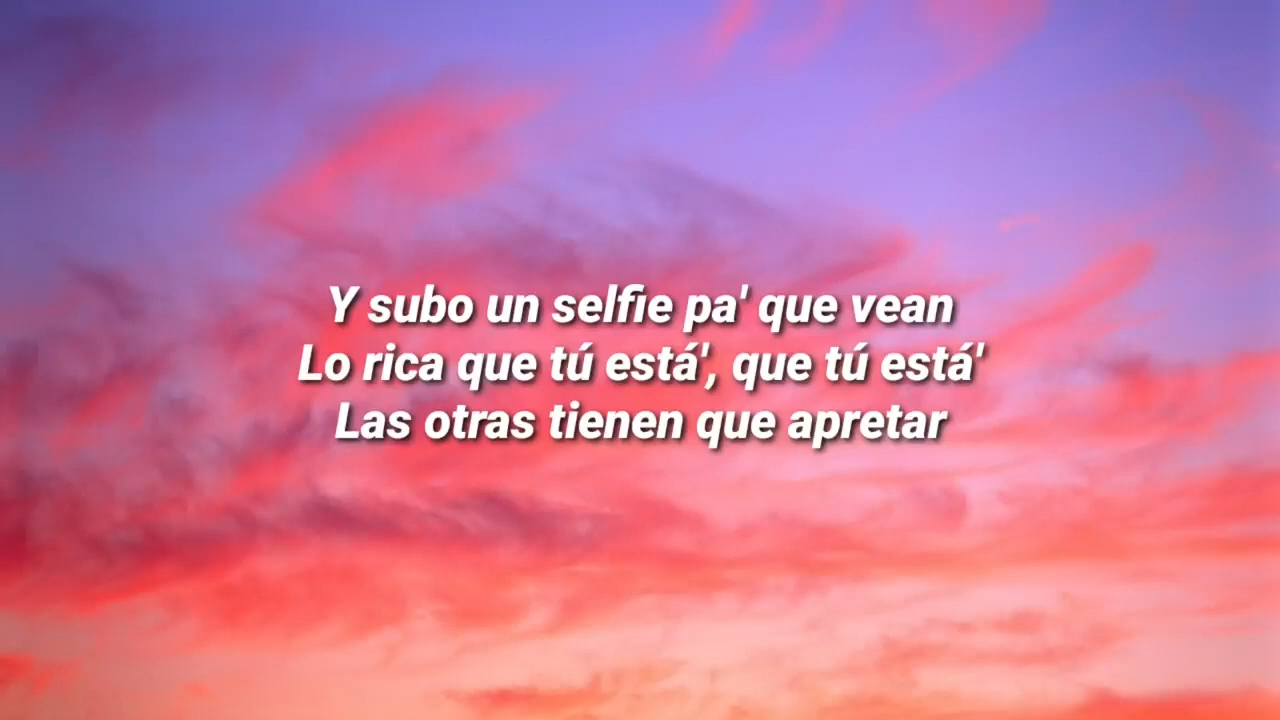 Y subo un selfie pa' que vean
Lo rica que tú está', que tú está'
Las otras tienen que apretar